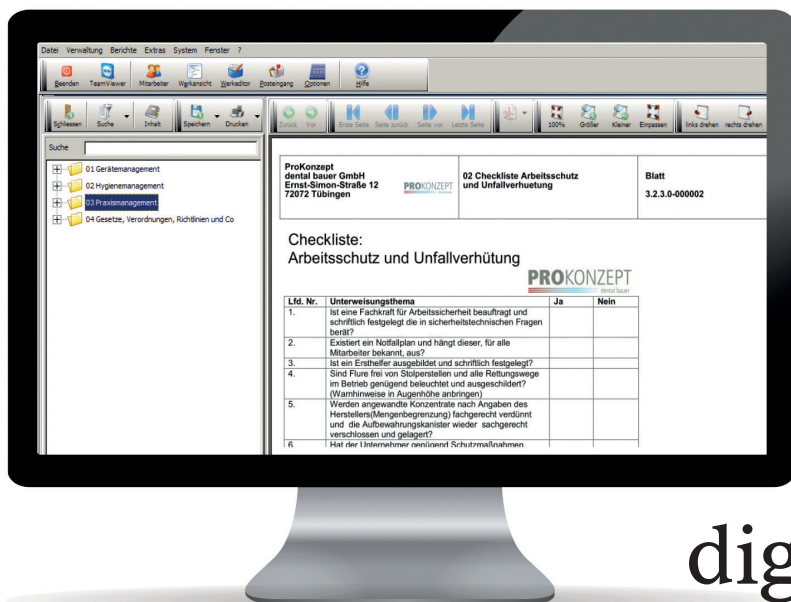 Datei Verwaltung Berichte Extras System Fenster ?
Beenden TeamViewer Mitarbeiter Werkansicht Werkeditor Posteingang Optionen Hilfe
Schliessen Suche Inhalt Speichern Drucken
Zurück Vor Erste Seite Seite zurück Seite vor Letzte Seite 100% Größer Kleiner Einpassen links drehen rechts drehen
Suche
01 Gerätemanagement
02 Hygienemanagement
03 Praxismanagement
04 Gesetze, Verordnungen, Richtlinien und Co
ProKonzept
dental bauer GmbH
Ernst-Simon-Straße 12
72072 Tübingen
PROKONZEPT
02 Checkliste Arbeitsschutz
und Unfallverhuetung
Blatt
3.2.3.0-000002
Checkliste:
Arbeitsschutz und Unfallverhütung
PROKONZEPT
dental bauer
Lfd. Nr. Unterweisungsthema Ja Nein
1. Ist eine Fachkraft für Arbeitssicherheit beauftragt und
schriftlich festgelegt die in sicherheitstechnischen Fragen
berät?
2. Existiert ein Notfallplan und hängt dieser, für alle
Mitarbeiter bekannt, aus?
3. Ist ein Ersthelfer ausgebildet und schriftlich festgelegt?
4. Sind Flure frei von Stolperstellen und alle Rettungswege
im Betrieb genügend beleuchtet und ausgeschildert?
(Warnhinweise in Augenhöhe anbringen)
5. Werden angewandte Konzentrate nach Angaben des
Herstellers(Mengenbegrenzung) fachgerecht verdünnt
und die Aufbewahrungskanister wieder sachgerecht
verschlossen und gelagert?
6. Hat der Unternehmer genügend Schutzmaßnahmen
dig